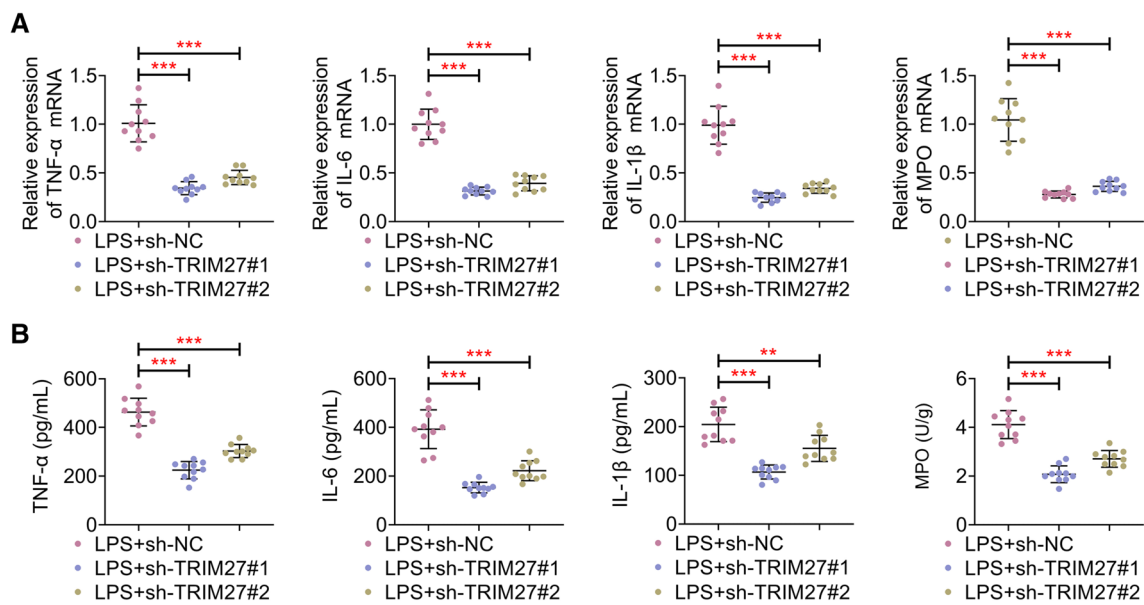 A
***
***
Relative expression
of TNF-α mRNA
1.5
1.0
0.5
0.0
LPS+sh-NC
LPS+sh-TRIM27#1
LPS+sh-TRIM27#2
***
***
Relative expression
of IL-6 mRNA
1.5
1.0
0.5
0.0
LPS+sh-NC
LPS+sh-TRIM27#1
LPS+sh-TRIM27#2
***
***
Relative expression
of IL-1β mRNA
1.5
1.0
0.5
0.0
LPS+sh-NC
LPS+sh-TRIM27#1
LPS+sh-TRIM27#2
***
***
Relative expression
of MPO mRNA
1.5
1.0
0.5
0.0
LPS+sh-NC
LPS+sh-TRIM27#1
LPS+sh-TRIM27#2
B
***
***
TNF-α (pg/mL)
600
400
200
0
LPS+sh-NC
LPS+sh-TRIM27#1
LPS+sh-TRIM27#2
***
***
IL-6 (pg/mL)
600
400
200
0
LPS+sh-NC
LPS+sh-TRIM27#1
LPS+sh-TRIM27#2
**
***
IL-1β (pg/mL)
300
200
100
0
LPS+sh-NC
LPS+sh-TRIM27#1
LPS+sh-TRIM27#2
***
***
MPO (U/g)
6
4
2
0
LPS+sh-NC
LPS+sh-TRIM27#1
LPS+sh-TRIM27#2